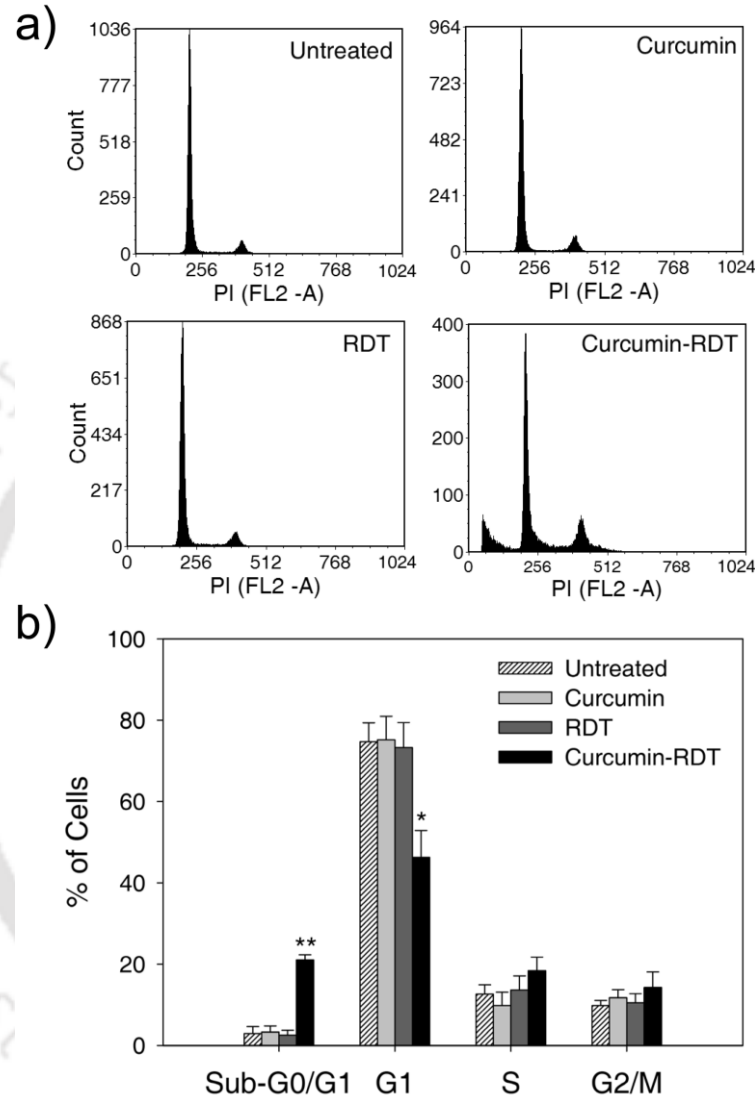 a)
Untreated
1036
777
518
259
0
Count
0 256 512 768 1024
PI (FL2 -A)
Curcumin
964
723
482
241
0
0 256 512 768 1024
PI (FL2 -A)
RDT
868
651
434
217
0
Count
0 256 512 768 1024
PI (FL2 -A)
Curcumin-RDT
400
300
200
100
0
0 256 512 768 1024
PI (FL2 -A)
b)
100
80
60
40
20
0
% of Cells
Untreated
Curcumin
RDT
Curcumin-RDT
**
*
Sub-G0/G1 G1 S G2/M